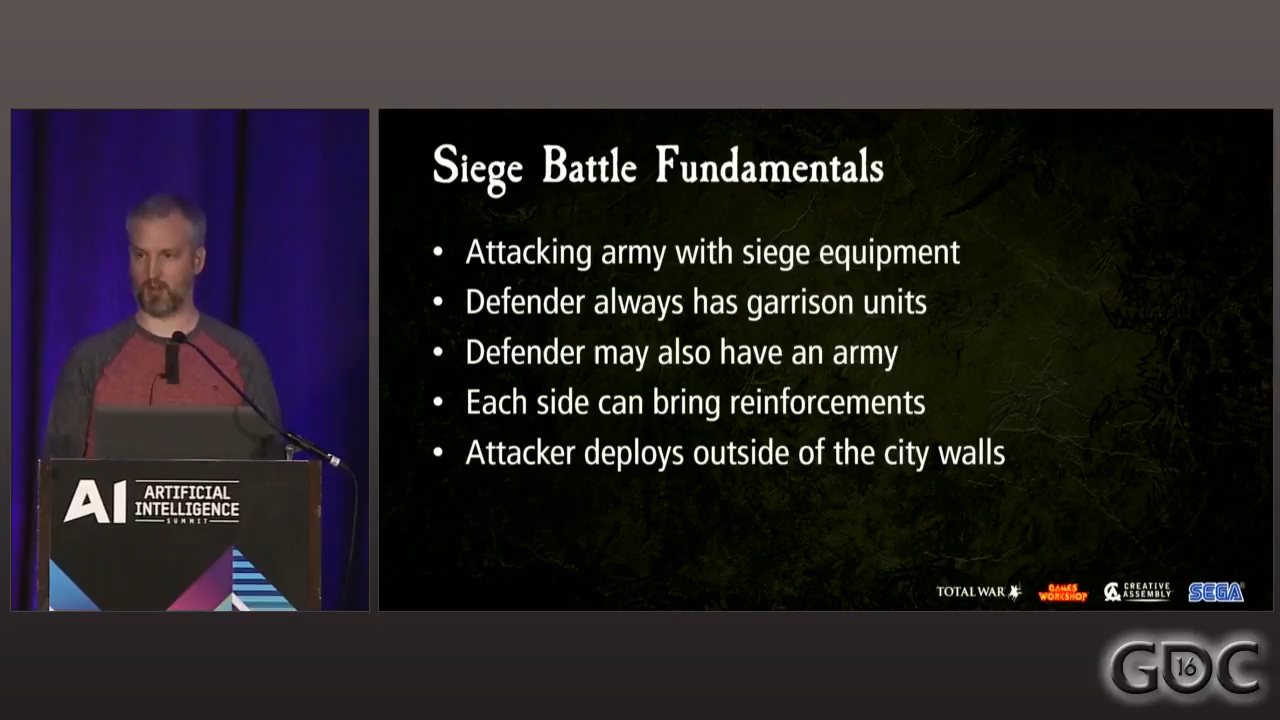 Siege Battle Fundamentals
• Attacking army with siege equipment
• Defender always has garrison units
• Defender may also have an army
• Each side can bring reinforcements
• Attacker deploys outside of the city walls
AI ARTIFICIAL
INTELLIGENCE
SUMMIT
TOTAL WAR
GAMES
WORKSHOP
CREATIVE
ASSEMBLY
SEGA
GDC
16